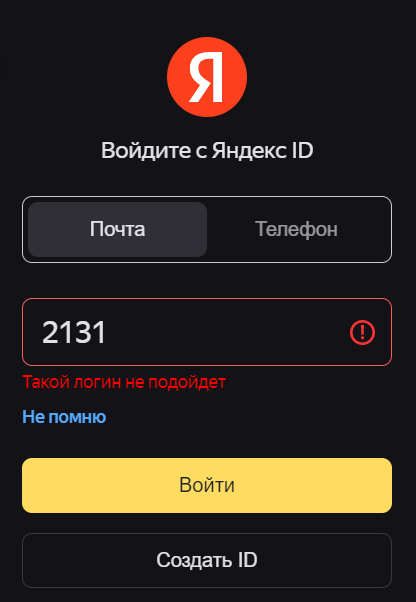 Я
Войдите с Яндекс ID
Почта
Телефон
2131
Такой логин не подойдет
Не помню
Войти
Создать ID